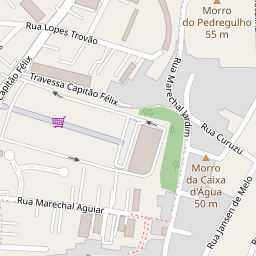 Morro
do Pedregulho
55 m
Rua Lopes Trovão
Travessa Capitão Félix
Capitão Félix
Rua Marechal Jardim
Rua Curuzu
Morro
da Caixa
d'Água
50 m
Rua Marechal Aguiar
Rua Jansen de Melo